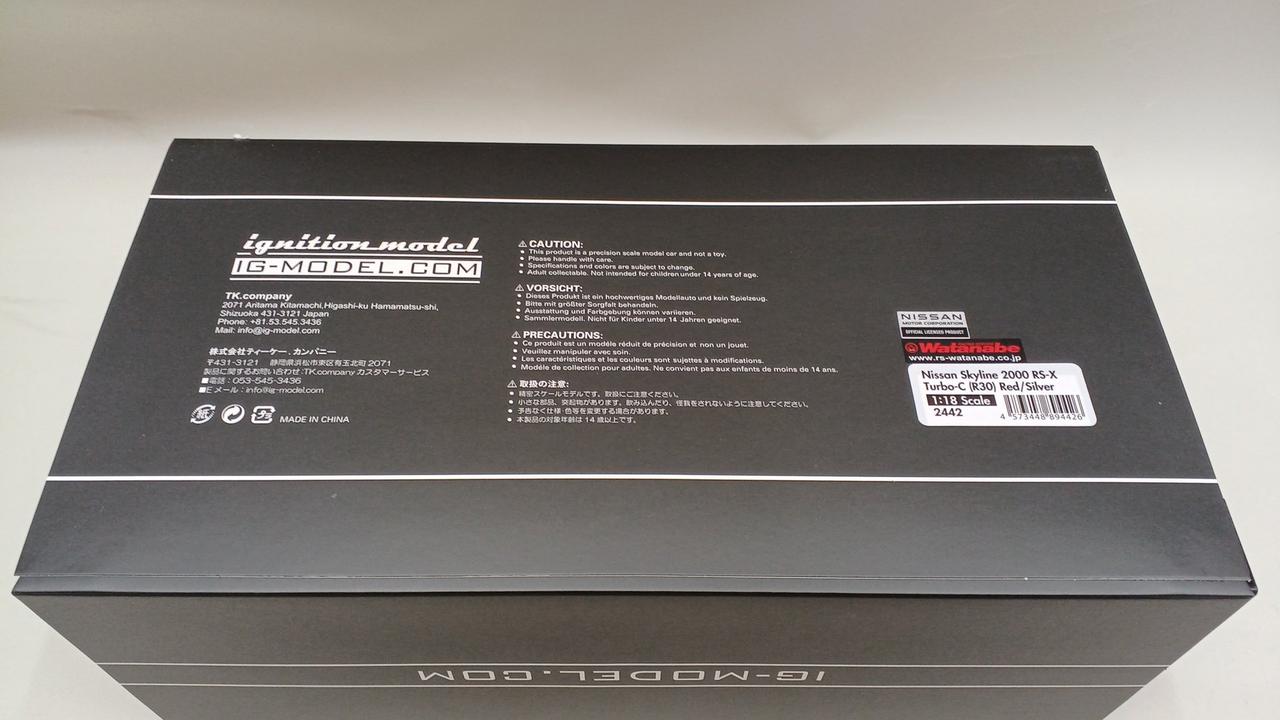 ignition model
IG-MODEL.COM
TK.company
2071 Aritama Kitamachi,Higashi-ku Hamamatsu-shi,
Shizuoka 431-3121 Japan
Phone: +81.53.545.3436
Mail: info@ig-model.com
株式会社ティーケー.カンパニー
〒431-3121 静岡県浜松市東区有玉北町2071
製品に関するお問い合わせ:TK.company カスタマーサービス
■電話:053-545-3436
■Eメール:info@ig-model.com
紙 プラ MADE IN CHINA
⚠CAUTION:
• This product is a precision scale model car and not a toy.
• Please handle with care.
• Specifications and colors are subject to change.
• Adult collectable. Not intended for children under 14 years of age.
⚠VORSICHT:
• Dieses Produkt ist ein hochwertiges Modellauto und kein Spielzeug.
• Bitte mit größter Sorgfalt behandeln.
• Ausstattung und Farbgebung können variieren.
• Sammlermodell. Nicht für Kinder unter 14 Jahren geeignet.
⚠PRECAUTIONS:
• Ce produit est un modèle réduit de précision et non un jouet.
• Veuillez manipuler avec soin.
• Les caractéristiques et les couleurs sont sujettes à modifications.
• Modéle de collection pour adultes. Ne convient pas aux enfants de moins de 14 ans.
⚠取扱の注意:
• 精密スケールモデルです。取扱にご注意ください。
• 小さな部品、突起物があります。飲み込んだり、怪我をされないように注意してください。
• 予告なく仕様・色等を変更する場合があります。
• 本製品の対象年齢は14歳以上です。
NISSAN
MOTOR CORPORATION
OFFICIAL LICENSED PRODUCT
Watanabe
www.rs-watanabe.co.jp
Nissan Skyline 2000 RS-X
Turbo-C (R30) Red/Silver
1:18 Scale
2442
4 573448 894426
IG-MODEL.COM